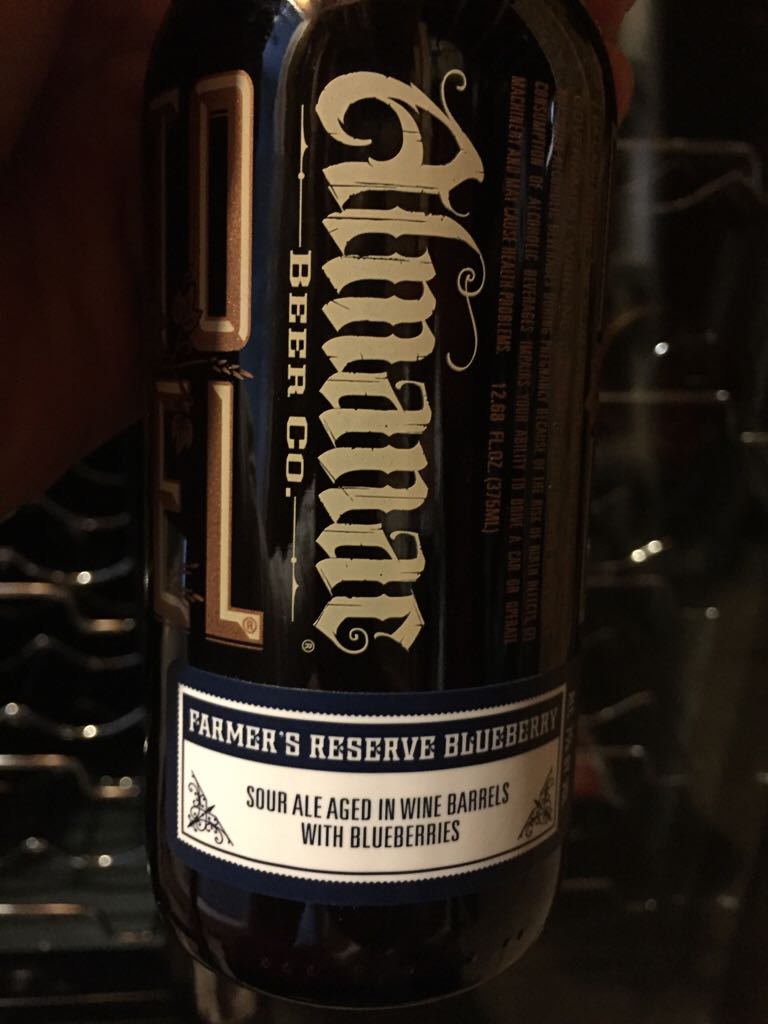 Almanac
BEER CO.
®
®
CONSUMPTION OF ALCOHOLIC BEVERAGES IMPAIRS YOUR ABILITY TO DRIVE A CAR OR OPERATE
MACHINERY AND MAY CAUSE HEALTH PROBLEMS. 12.68 FL.OZ. (375ML)
FARMER'S RESERVE BLUEBERRY
SOUR ALE AGED IN WINE BARRELS
WITH BLUEBERRIES